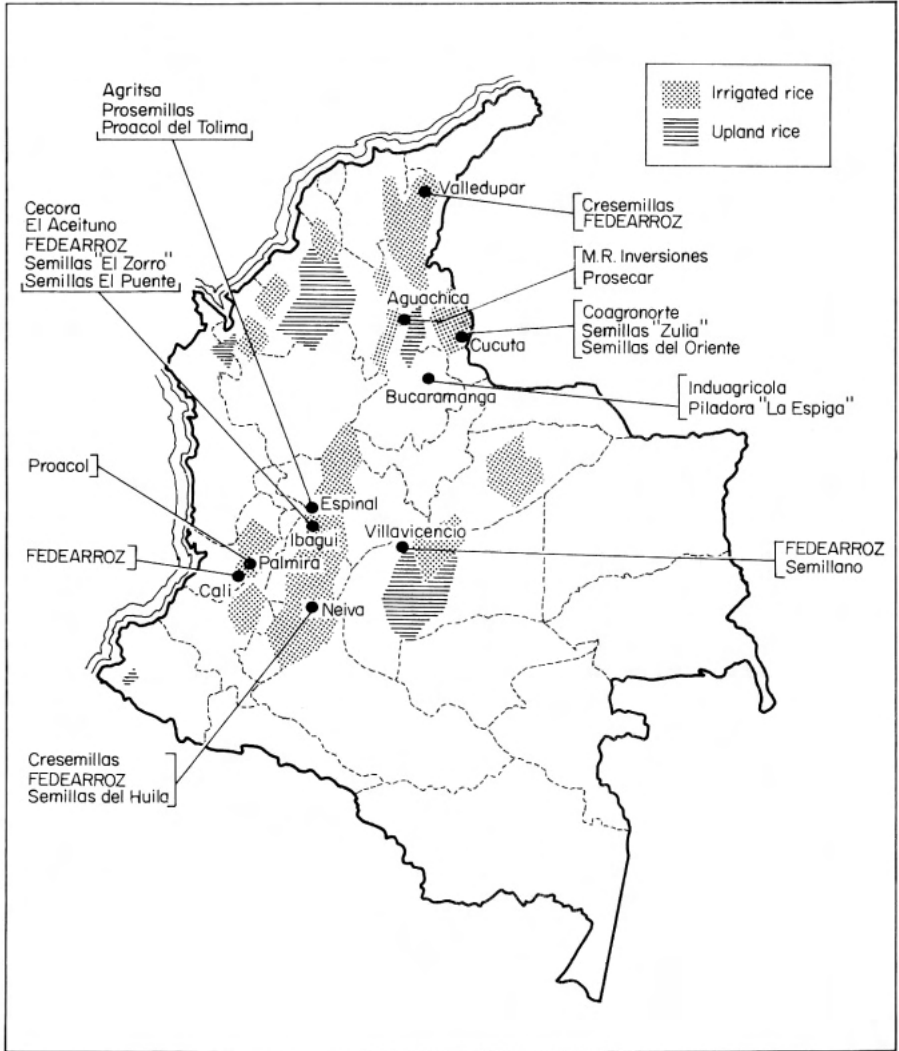 Irrigated rice
Upland rice
Agritsa
Prosemillas
Proacol del Tolima
Valledupar
Cresemillas
FEDEARROZ
Cecora
El Aceituno
FEDEARROZ
Semillas "El Zorro"
Semillas El Puente
M.R. Inversiones
Prosecar
Aguachica
Coagronorte
Semillas "Zulia"
Semillas del Oriente
Cucuta
Bucaramanga
Induagricola
Piladora "La Espiga"
Proacol
Espinal
Ibagui
Villavicencio
FEDEARROZ
Semillano
FEDEARROZ
Palmira
Cali
Neiva
Cresemillas
FEDEARROZ
Semillas del Huila